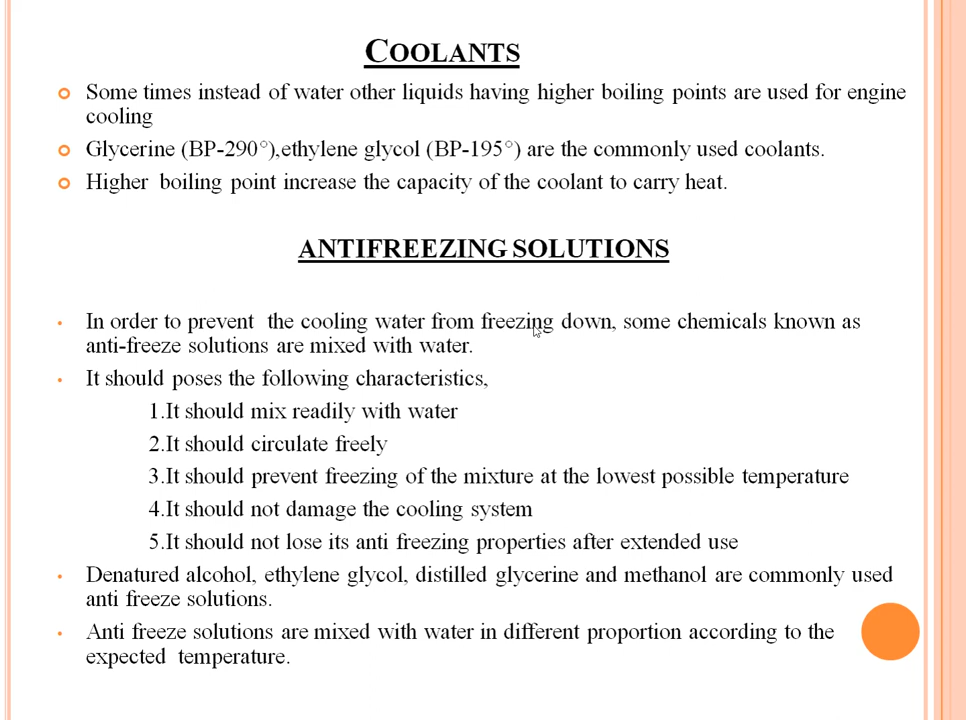 COOLANTS
Some times instead of water other liquids having higher boiling points are used for engine
cooling
Glycerine (BP-290°),ethylene glycol (BP-195°) are the commonly used coolants.
Higher boiling point increase the capacity of the coolant to carry heat.
ANTIFREEZING SOLUTIONS
In order to prevent the cooling water from freezing down, some chemicals known as
anti-freeze solutions are mixed with water.
It should poses the following characteristics,
1.It should mix readily with water
2.It should circulate freely
3.It should prevent freezing of the mixture at the lowest possible temperature
4.It should not damage the cooling system
5.It should not lose its anti freezing properties after extended use
Denatured alcohol, ethylene glycol, distilled glycerine and methanol are commonly used
anti freeze solutions.
Anti freeze solutions are mixed with water in different proportion according to the
expected temperature.